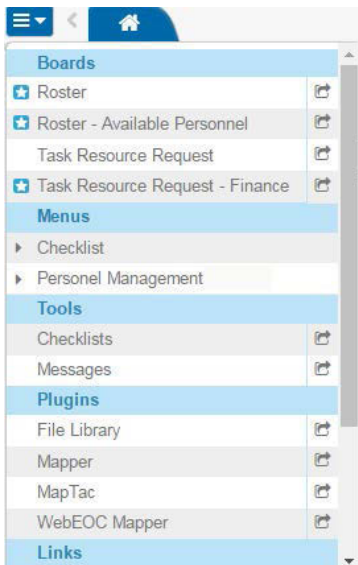 Boards
Roster
Roster - Available Personnel
Task Resource Request
Task Resource Request - Finance
Menus
Checklist
Personel Management
Tools
Checklists
Messages
Plugins
File Library
Mapper
MapTac
WebEOC Mapper
Links